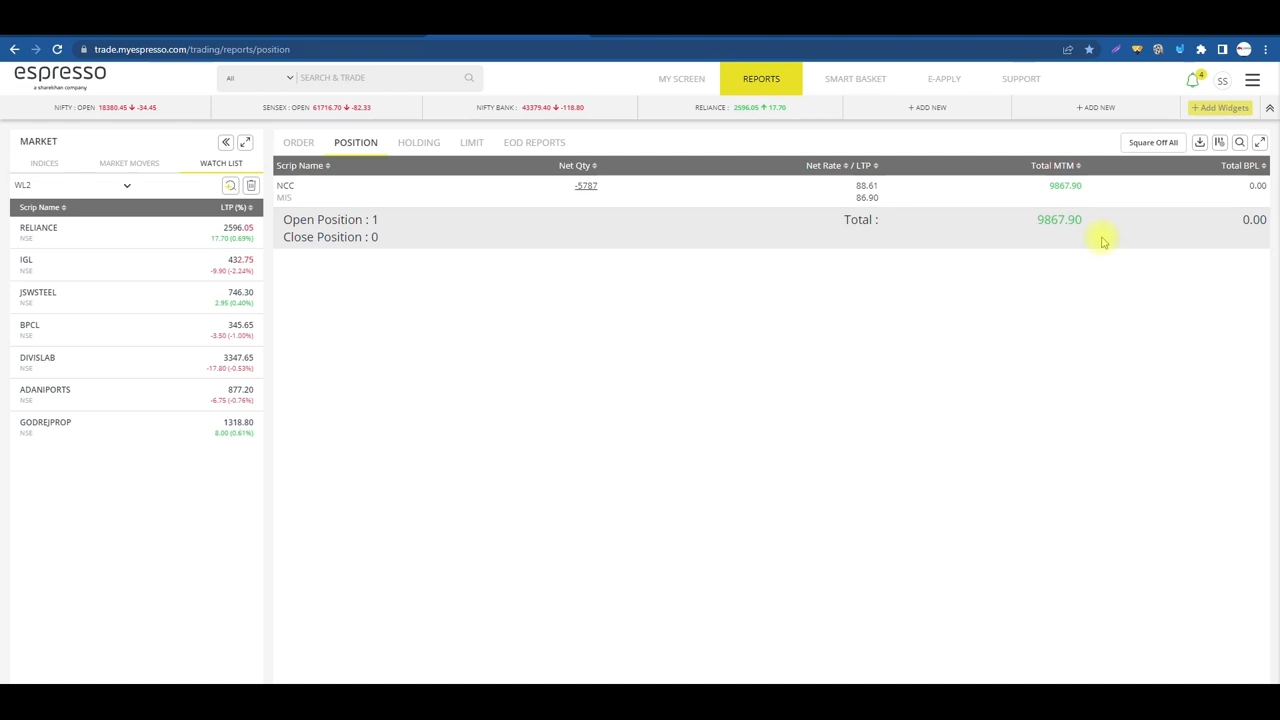 trade.myespresso.com/trading/reports/position
espresso
a sharekhan company
All
SEARCH & TRADE
MY SCREEN
REPORTS
SMART BASKET
E-APPLY
SUPPORT
4
SS
NIFTY : OPEN 18380.45 -34.45
SENSEX : OPEN 61716.70 -82.33
NIFTY BANK : 43379.40 -118.80
RELIANCE : 2596.05 17.70
+ ADD NEW
+ ADD NEW
+ Add Widgets
MARKET
INDICES
MARKET MOVERS
WATCH LIST
WL2
Scrip Name
LTP (%)
RELIANCE 2596.05
NSE 17.70 (0.69%)
IGL 432.75
NSE -9.90 (-2.24%)
JSWSTEEL 746.30
NSE 2.95 (0.40%)
BPCL 345.65
NSE -3.50 (-1.00%)
DIVISLAB 3347.65
NSE -17.80 (-0.53%)
ADANIPORTS 877.20
NSE -6.75 (-0.76%)
GODREJPROP 1318.80
NSE 8.00 (0.61%)
ORDER
POSITION
HOLDING
LIMIT
EOD REPORTS
Square Off All
Scrip Name
Net Qty
Net Rate / LTP
Total MTM
Total BPL
NCC -5787 88.61 9867.90 0.00
MIS 86.90
Open Position : 1 Total : 9867.90 0.00
Close Position : 0